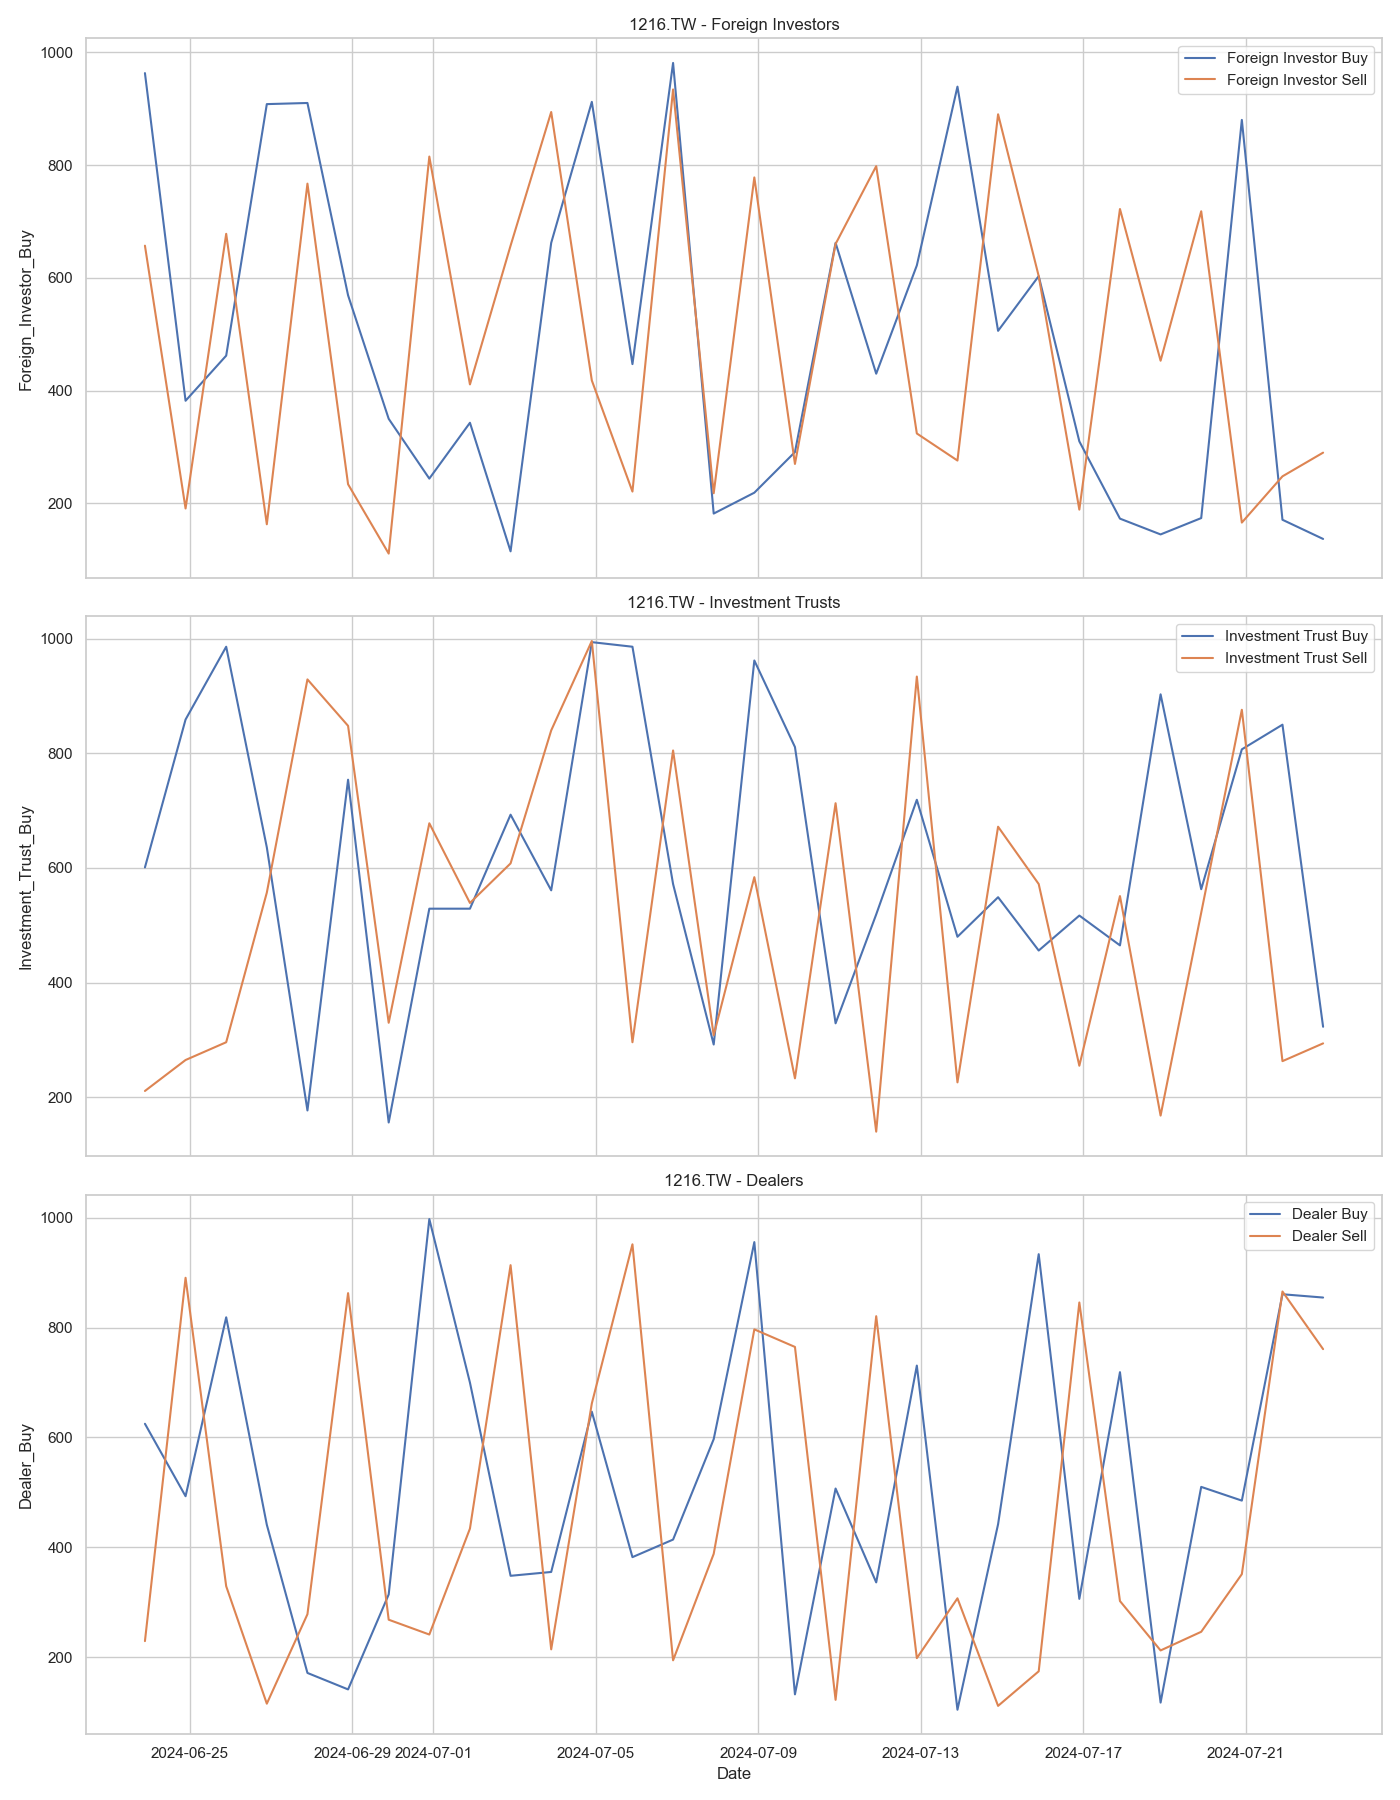 1216.TW - Foreign Investors
Foreign Investor Buy
Foreign Investor Sell
Foreign_Investor_Buy
1000
800
600
400
200
1216.TW - Investment Trusts
Investment Trust Buy
Investment Trust Sell
Investment_Trust_Buy
1000
800
600
400
200
1216.TW - Dealers
Dealer Buy
Dealer Sell
Dealer_Buy
1000
800
600
400
200
2024-06-25 2024-06-29 2024-07-01 2024-07-05 2024-07-09 2024-07-13 2024-07-17 2024-07-21
Date